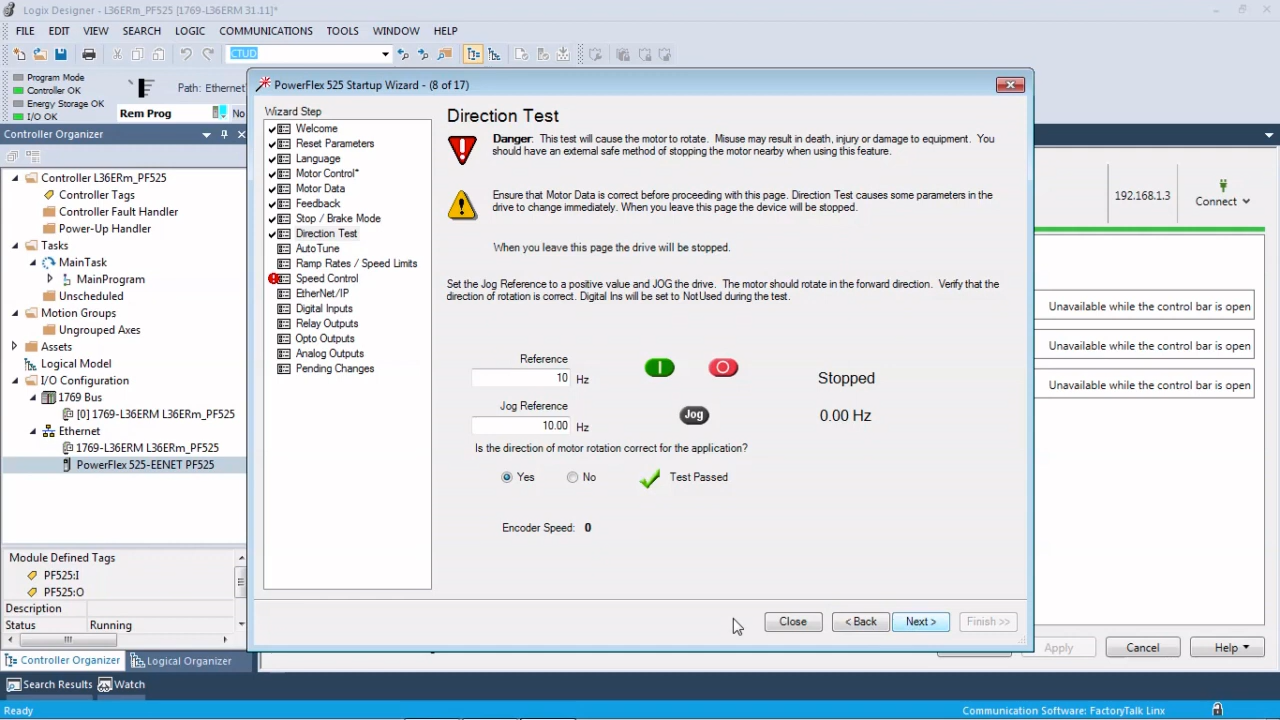 Logix Designer - L36ERm_PF525 [1769-L36ERM 31.11]*
FILE EDIT VIEW SEARCH LOGIC COMMUNICATIONS TOOLS WINDOW HELP
CTUD
Program Mode
Controller OK
Energy Storage OK
I/O OK
Path: Ethernet
Rem Prog
No
Controller Organizer
Controller L36ERm_PF525
Controller Tags
Controller Fault Handler
Power-Up Handler
Tasks
MainTask
MainProgram
Unscheduled
Motion Groups
Ungrouped Axes
Assets
Logical Model
I/O Configuration
1769 Bus
[0] 1769-L36ERM L36ERm_PF525
Ethernet
1769-L36ERM L36ERm_PF525
PowerFlex 525-EENET PF525
Module Defined Tags
PF525:I
PF525:O
Description
Status Running
Controller Organizer
Logical Organizer
Search Results
Watch
Ready
Communication Software: FactoryTalk Linx
PowerFlex 525 Startup Wizard - (8 of 17)
Wizard Step
Welcome
Reset Parameters
Language
Motor Control*
Motor Data
Feedback
Stop / Brake Mode
Direction Test
AutoTune
Ramp Rates / Speed Limits
Speed Control
EtherNet/IP
Digital Inputs
Relay Outputs
Opto Outputs
Analog Outputs
Pending Changes
Direction Test
Danger: This test will cause the motor to rotate. Misuse may result in death, injury or damage to equipment. You
should have an external safe method of stopping the motor nearby when using this feature.
Ensure that Motor Data is correct before proceeding with this page. Direction Test causes some parameters in the
drive to change immediately. When you leave this page the device will be stopped.
When you leave this page the drive will be stopped.
Set the Jog Reference to a positive value and JOG the drive. The motor should rotate in the forward direction. Verify that the
direction of rotation is correct. Digital Ins will be set to NotUsed during the test.
Reference
10 Hz
Stopped
Jog Reference
10.00 Hz
Jog
0.00 Hz
Is the direction of motor rotation correct for the application?
Yes No Test Passed
Encoder Speed: 0
Close < Back Next > Finish >>
192.168.1.3
Connect
Unavailable while the control bar is open
Unavailable while the control bar is open
Unavailable while the control bar is open
Apply Cancel Help